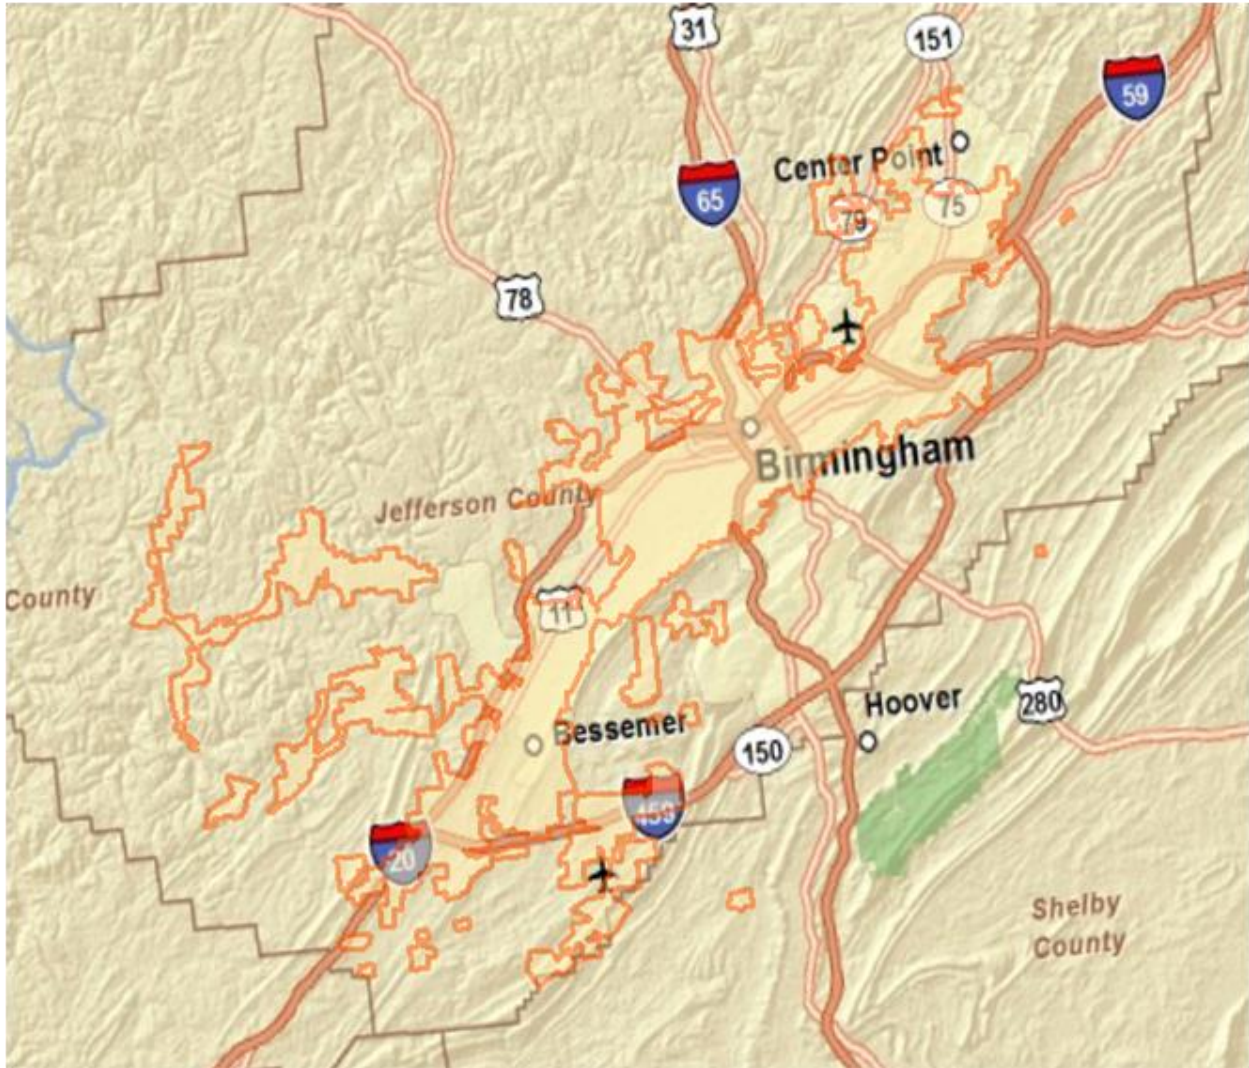 31
151
59
Center Point
65
79
75
78
Birmingham
Jefferson County
County
11
Hoover
280
Bessemer
150
459
20
Shelby
County